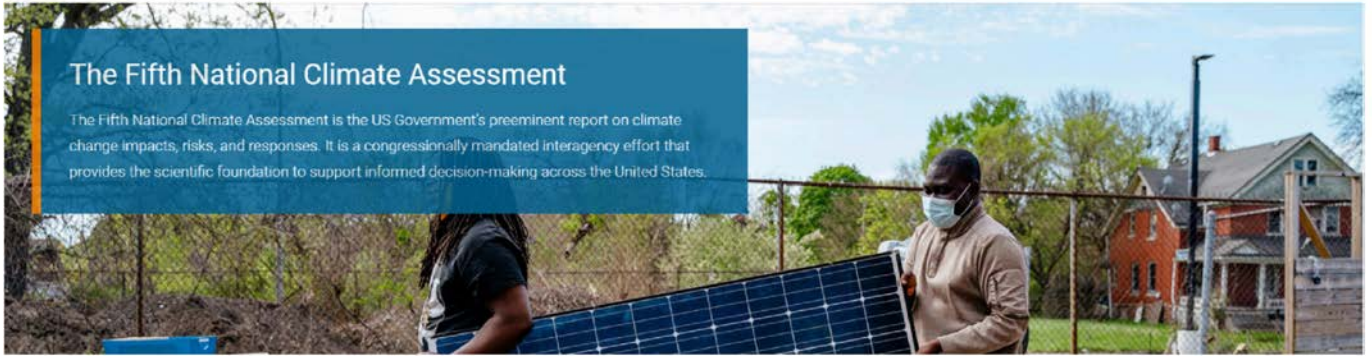 The Fifth National Climate Assessment
The Fifth National Climate Assessment is the US Government's preeminent report on climate
change impacts, risks, and responses. It is a congressionally mandated interagency effort that
provides the scientific foundation to support informed decision-making across the United States.